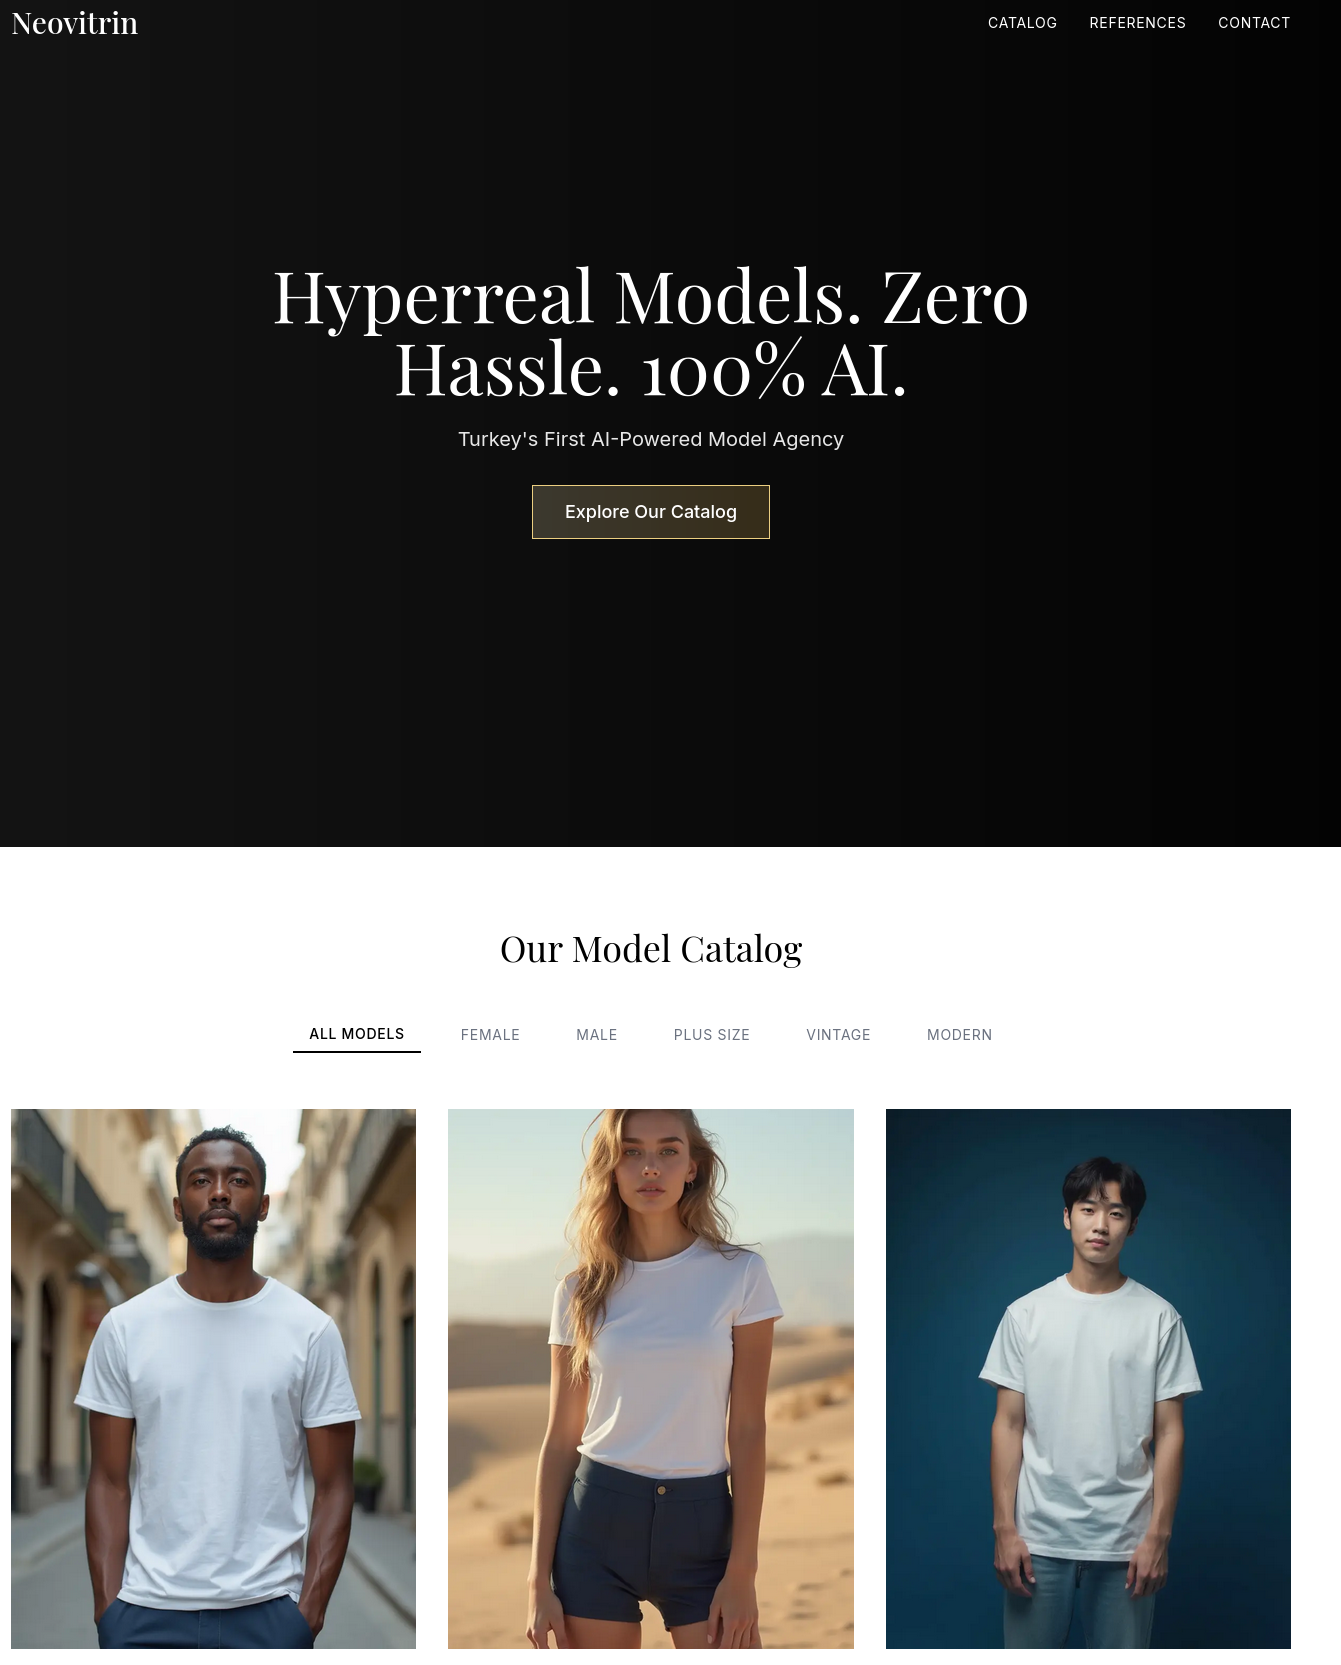 Neovitrin
CATALOG REFERENCES CONTACT
Hyperreal Models. Zero
Hassle. 100% AI.
Turkey's First AI-Powered Model Agency
Explore Our Catalog
Our Model Catalog
ALL MODELS FEMALE MALE PLUS SIZE VINTAGE MODERN